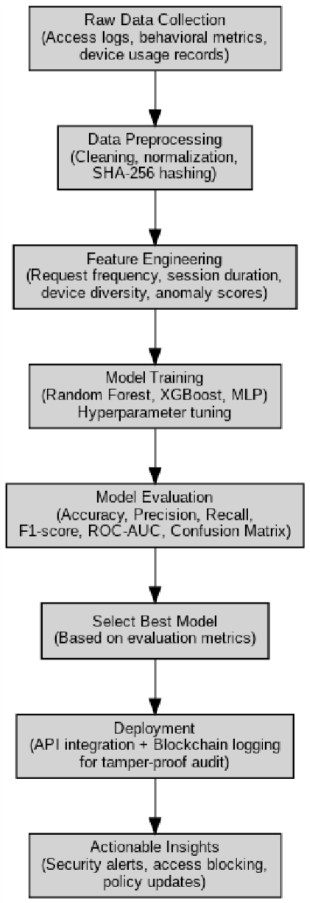 Raw Data Collection
(Access logs, behavioral metrics,
device usage records)
Data Preprocessing
(Cleaning, normalization,
SHA-256 hashing)
Feature Engineering
(Request frequency, session duration,
device diversity, anomaly scores)
Model Training
(Random Forest, XGBoost, MLP)
Hyperparameter tuning
Model Evaluation
(Accuracy, Precision, Recall,
F1-score, ROC-AUC, Confusion Matrix)
Select Best Model
(Based on evaluation metrics)
Deployment
(API integration + Blockchain logging
for tamper-proof audit)
Actionable Insights
(Security alerts, access blocking,
policy updates)